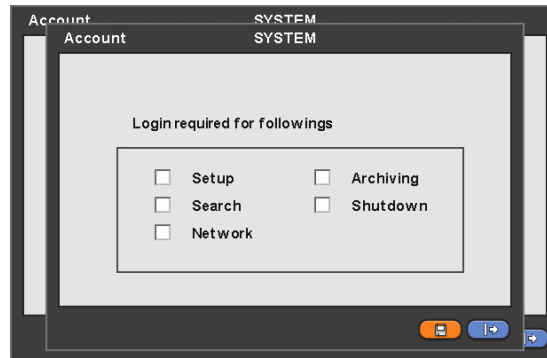 Account SYSTEM
Account SYSTEM
Login required for followings
Setup Archiving
Search Shutdown
Network